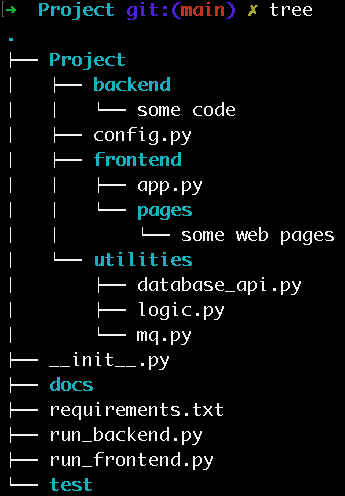 [➜  Project git:(main) ✗ tree
.
├── Project
│   ├── backend
│   │   └── some code
│   ├── config.py
│   ├── frontend
│   │   ├── app.py
│   │   └── pages
│   │       └── some web pages
│   └── utilities
│       ├── database_api.py
│       ├── logic.py
│       └── mq.py
├── __init__.py
├── docs
├── requirements.txt
├── run_backend.py
├── run_frontend.py
└── test